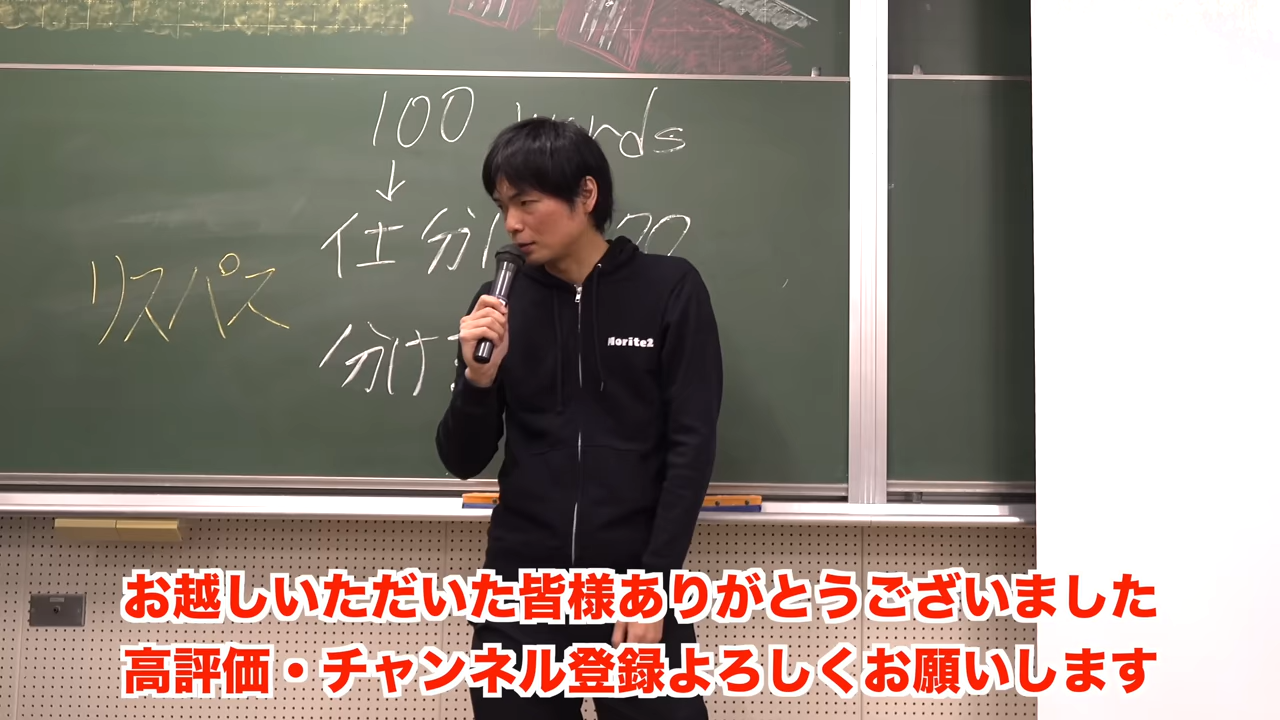 100 words
↓
仕分け 70
リスパス
分け
Morite2
お越しいただいた皆様ありがとうございました
高評価・チャンネル登録よろしくお願いします